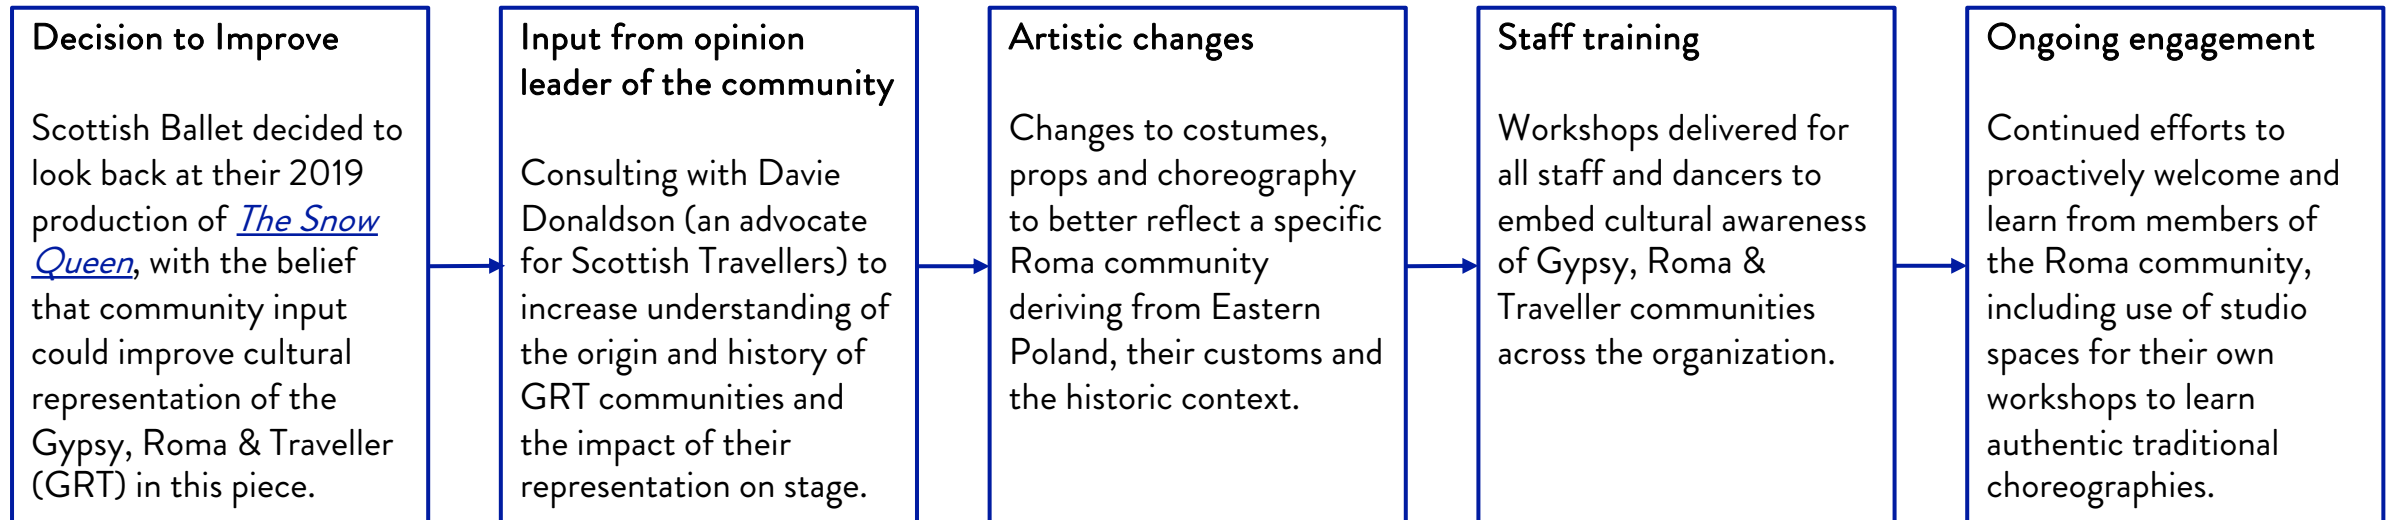 Decision to Improve
Scottish Ballet decided to
look back at their 2019
production of The Snow
Queen, with the belief
that community input
could improve cultural
representation of the
Gypsy, Roma & Traveller
(GRT) in this piece.
Input from opinion
leader of the community
Consulting with Davie
Donaldson (an advocate
for Scottish Travellers) to
increase understanding of
the origin and history of
GRT communities and
the impact of their
representation on stage.
Artistic changes
Changes to costumes,
props and choreography
to better reflect a specific
Roma community
deriving from Eastern
Poland, their customs and
the historic context.
Staff training
Workshops delivered for
all staff and dancers to
embed cultural awareness
of Gypsy, Roma &
Traveller communities
across the organization.
Ongoing engagement
Continued efforts to
proactively welcome and
learn from members of
the Roma community,
including use of studio
spaces for their own
workshops to learn
authentic traditional
choreographies.